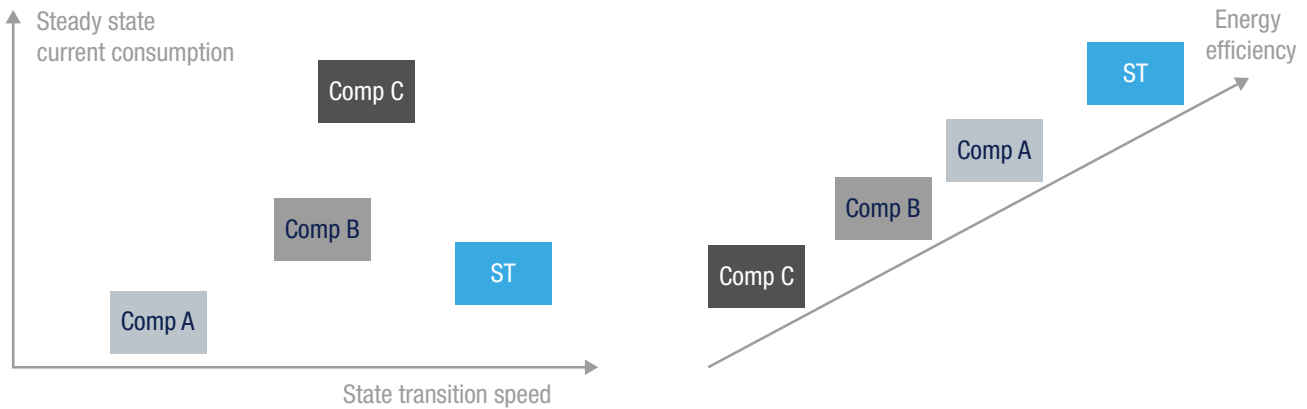 Steady state
current consumption
Comp C
Comp B
ST
Comp A
State transition speed
Energy
efficiency
ST
Comp A
Comp B
Comp C